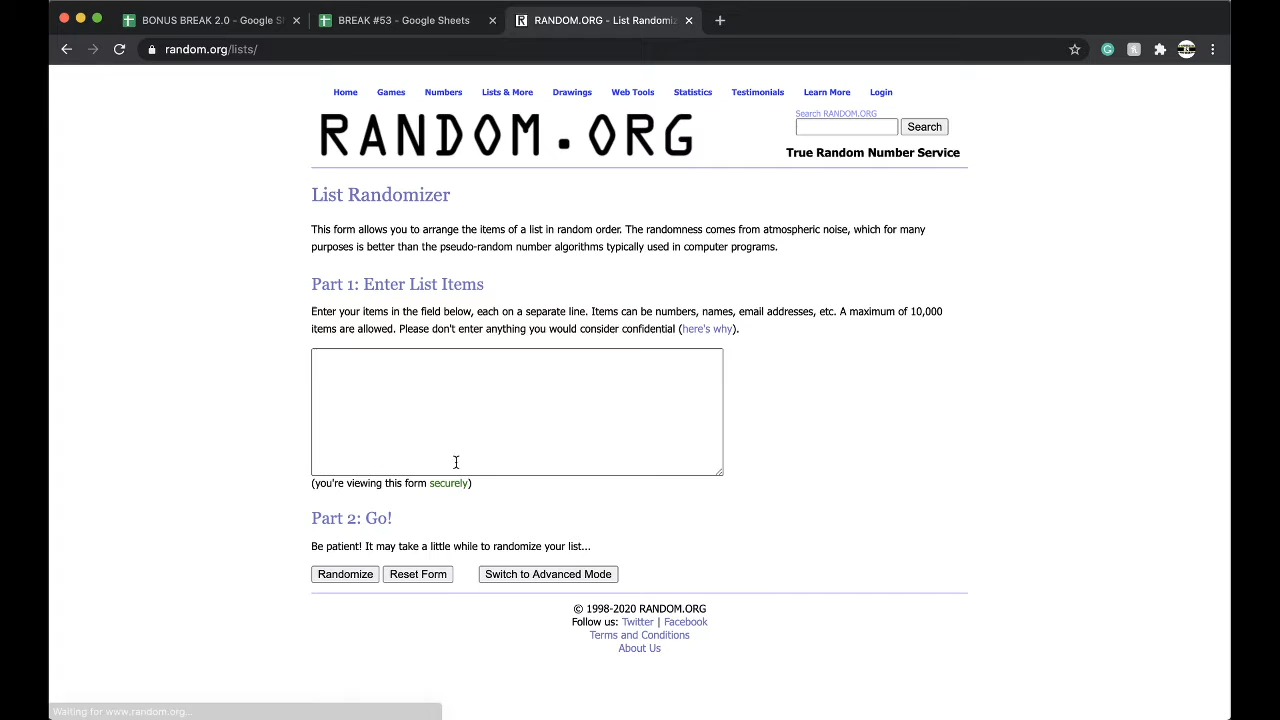 BONUS BREAK 2.0 - Google S
BREAK #53 - Google Sheets
RANDOM.ORG - List Randomiz
random.org/lists/
Home Games Numbers Lists & More Drawings Web Tools Statistics Testimonials Learn More Login
RANDOM.ORG
Search RANDOM.ORG
Search
True Random Number Service
List Randomizer
This form allows you to arrange the items of a list in random order. The randomness comes from atmospheric noise, which for many
purposes is better than the pseudo-random number algorithms typically used in computer programs.
Part 1: Enter List Items
Enter your items in the field below, each on a separate line. Items can be numbers, names, email addresses, etc. A maximum of 10,000
items are allowed. Please don't enter anything you would consider confidential (here's why).
(you're viewing this form securely)
Part 2: Go!
Be patient! It may take a little while to randomize your list...
Randomize Reset Form Switch to Advanced Mode
© 1998-2020 RANDOM.ORG
Follow us: Twitter | Facebook
Terms and Conditions
About Us
Waiting for www.random.org...